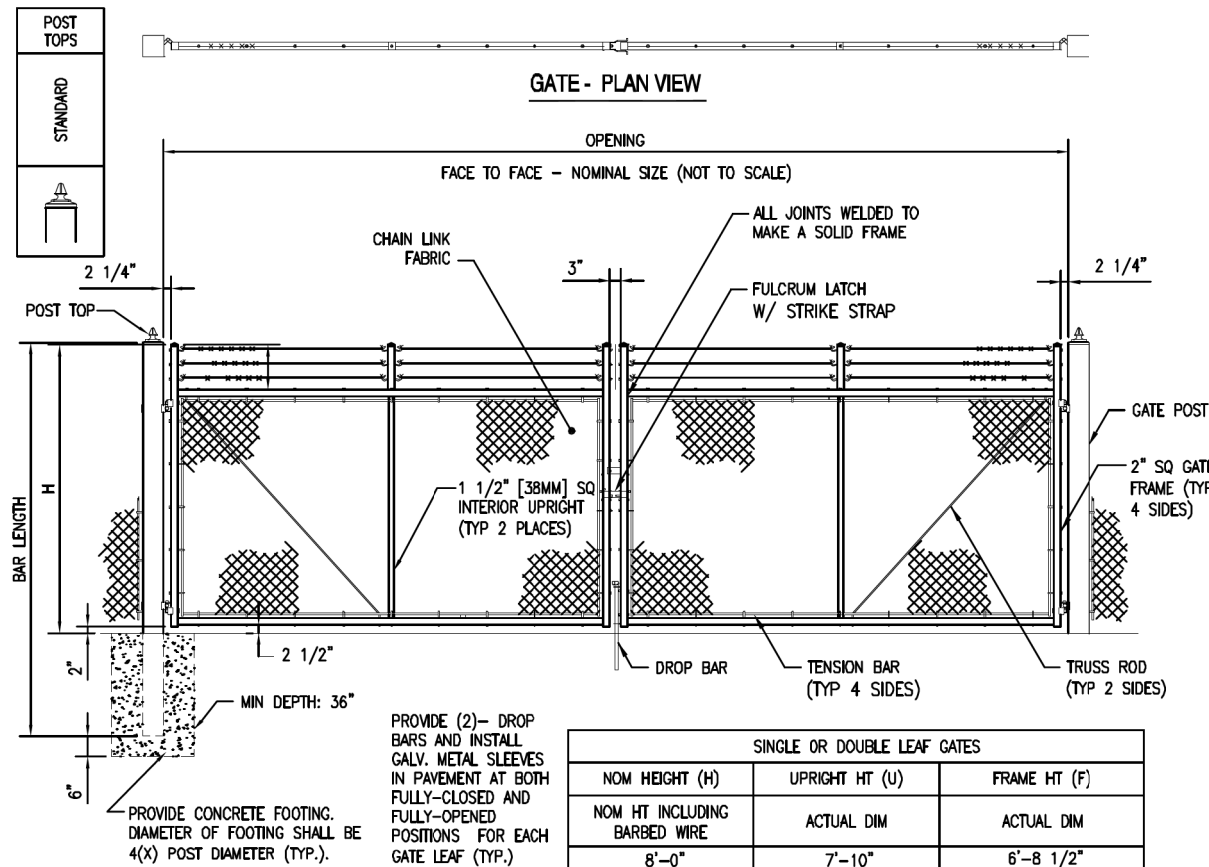 POST
TOPS
STANDARD
GATE - PLAN VIEW
OPENING
FACE TO FACE – NOMINAL SIZE (NOT TO SCALE)
ALL JOINTS WELDED TO
MAKE A SOLID FRAME
CHAIN LINK
FABRIC
2 1/4"
3"
2 1/4"
FULCRUM LATCH
W/ STRIKE STRAP
POST TOP
GATE POST
2" SQ GATE
FRAME (TYP
4 SIDES)
1 1/2" [38MM] SQ
INTERIOR UPRIGHT
(TYP 2 PLACES)
BAR LENGTH
H
2"
2 1/2"
DROP BAR
TENSION BAR
(TYP 4 SIDES)
TRUSS ROD
(TYP 2 SIDES)
MIN DEPTH: 36"
6"
PROVIDE CONCRETE FOOTING.
DIAMETER OF FOOTING SHALL BE
4(X) POST DIAMETER (TYP.).
PROVIDE (2)– DROP
BARS AND INSTALL
GALV. METAL SLEEVES
IN PAVEMENT AT BOTH
FULLY-CLOSED AND
FULLY-OPENED
POSITIONS FOR EACH
GATE LEAF (TYP.)
SINGLE OR DOUBLE LEAF GATES
NOM HEIGHT (H) UPRIGHT HT (U) FRAME HT (F)
NOM HT INCLUDING
BARBED WIRE
ACTUAL DIM ACTUAL DIM
8'-0" 7'-10" 6'-8 1/2"